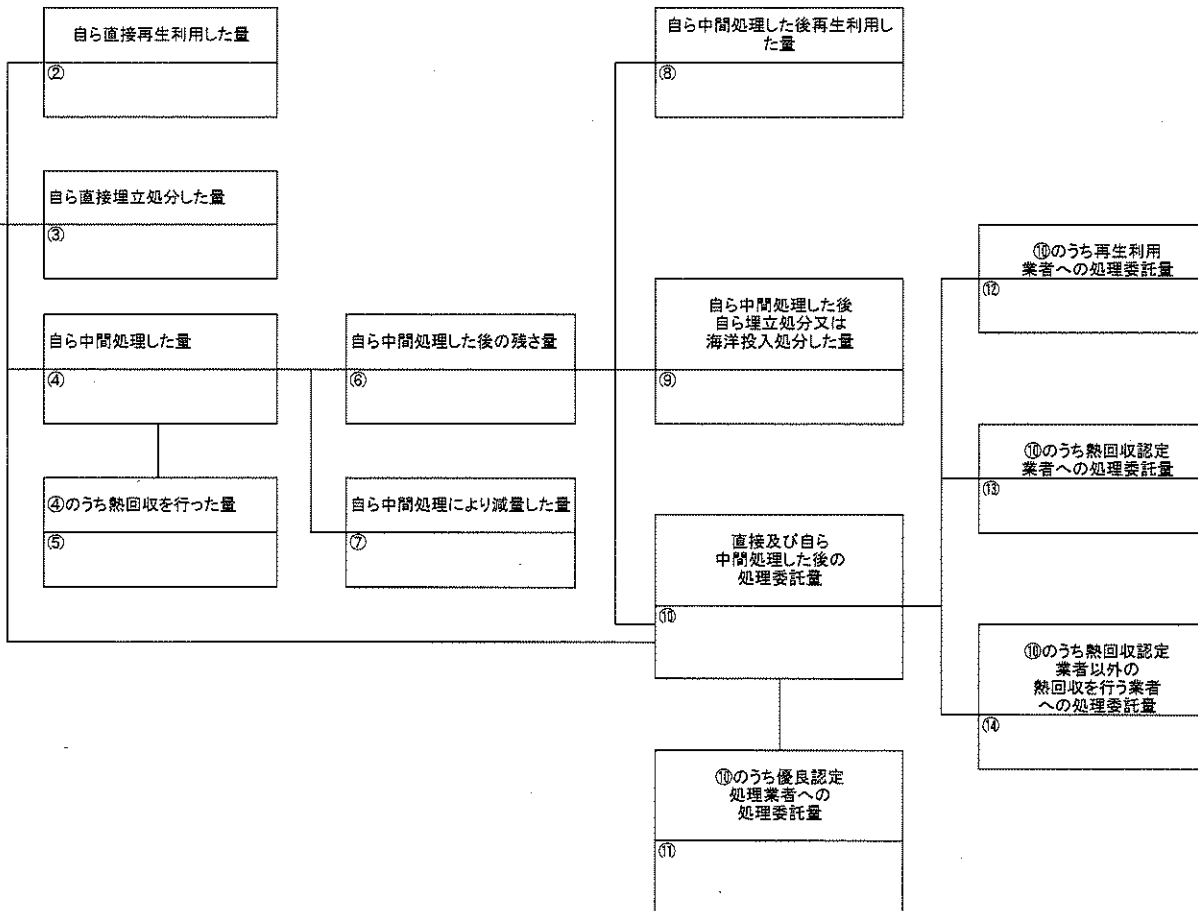 自ら直接再生利用した量
②
自ら中間処理した後再生利用し
た量
⑧
自ら直接埋立処分した量
③
⑩のうち再生利用
業者への処理委託量
⑫
自ら中間処理した量
④
自ら中間処理した後の残さ量
⑥
自ら中間処理した後
自ら埋立処分又は
海洋投入処分した量
⑨
⑩のうち熱回収認定
業者への処理委託量
⑬
④のうち熱回収を行った量
⑤
自ら中間処理により減量した量
⑦
直接及び自ら
中間処理した後の
処理委託量
⑩
⑩のうち熱回収認定
業者以外の
熱回収を行う業者
への処理委託量
⑭
⑩のうち優良認定
処理業者への
処理委託量
⑪